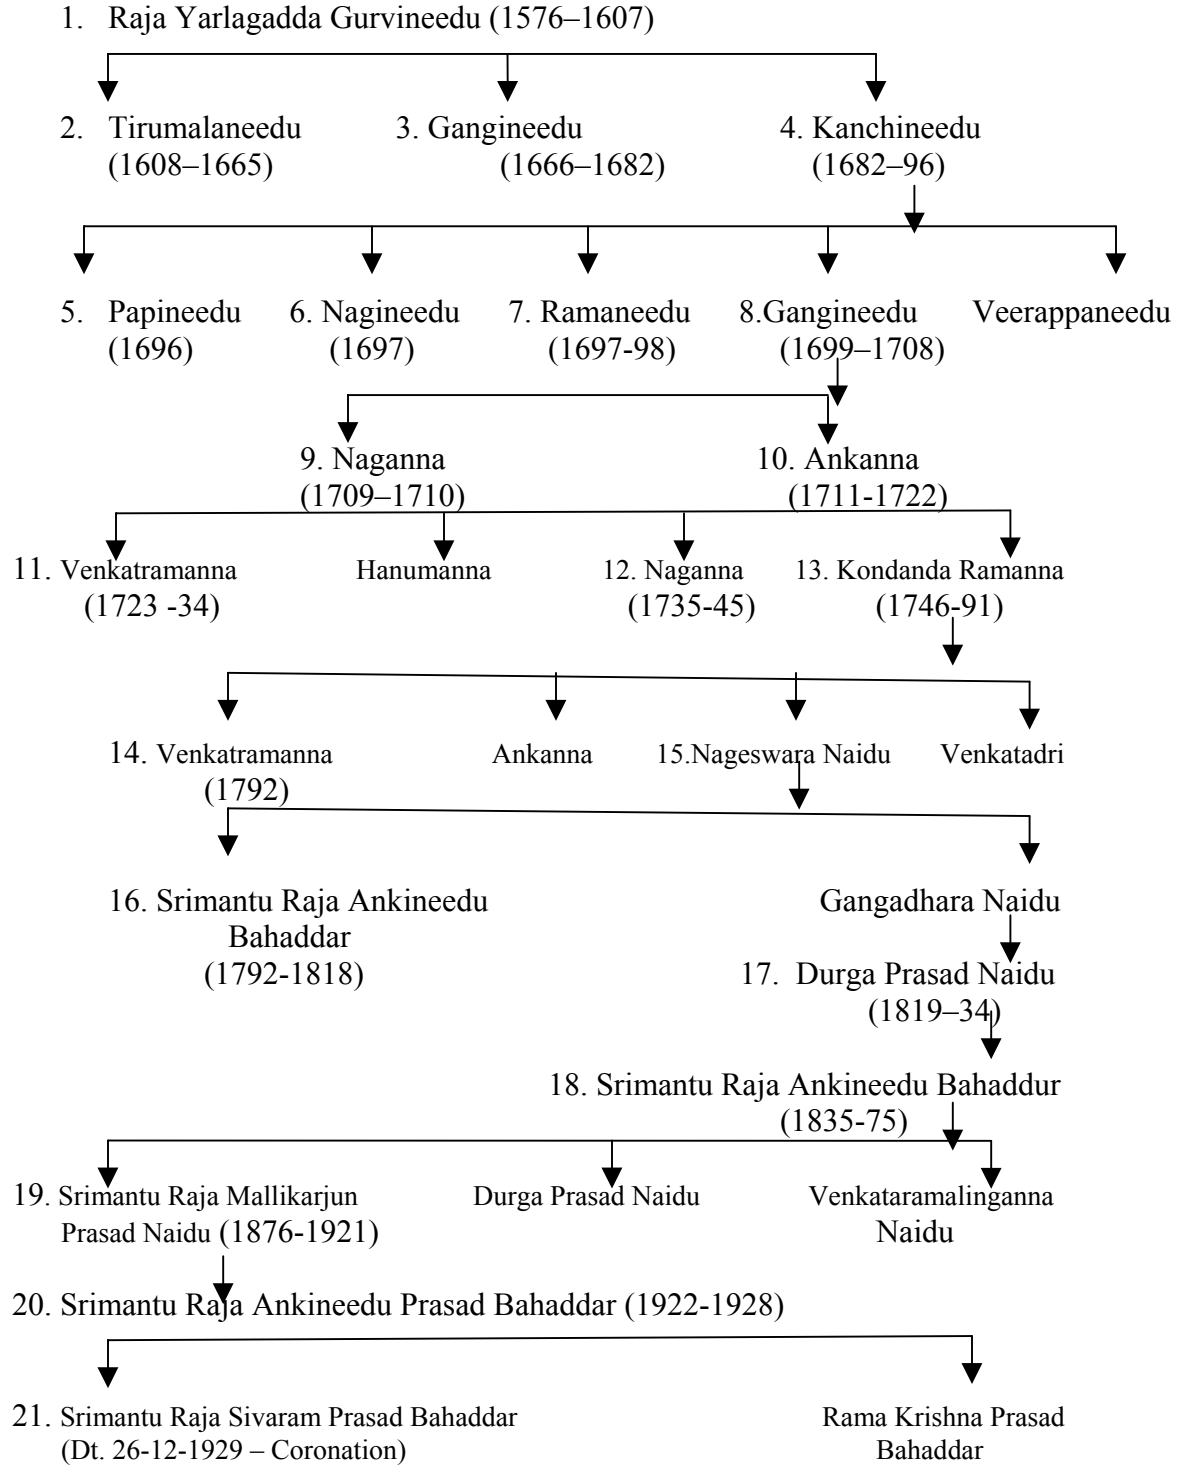 1. Raja Yarlagadda Gurvineedu (1576–1607)
2. Tirumalaneedu 3. Gangineedu 4. Kanchineedu
(1608–1665) (1666–1682) (1682–96)
5. Papineedu 6. Nagineedu 7. Ramaneedu 8.Gangineedu Veerappaneedu
(1696) (1697) (1697-98) (1699–1708)
9. Naganna 10. Ankanna
(1709–1710) (1711-1722)
11. Venkatramanna Hanumanna 12. Naganna 13. Kondanda Ramanna
(1723 -34) (1735-45) (1746-91)
14. Venkatramanna Ankanna 15.Nageswara Naidu Venkatadri
(1792)
16. Srimantu Raja Ankineedu Gangadhara Naidu
Bahaddar
(1792-1818) 17. Durga Prasad Naidu
(1819–34)
18. Srimantu Raja Ankineedu Bahaddur
(1835-75)
19. Srimantu Raja Mallikarjun Durga Prasad Naidu Venkataramalinganna
Prasad Naidu (1876-1921) Naidu
20. Srimantu Raja Ankineedu Prasad Bahaddar (1922-1928)
21. Srimantu Raja Sivaram Prasad Bahaddar Rama Krishna Prasad
(Dt. 26-12-1929 – Coronation) Bahaddar